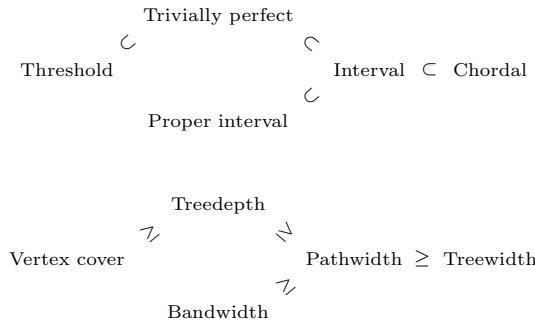 Trivially perfect
⊂ ⊂
Threshold Interval ⊂ Chordal
⊂
Proper interval
Treedepth
≥ ≥
Vertex cover Pathwidth ≥ Treewidth
≥
Bandwidth